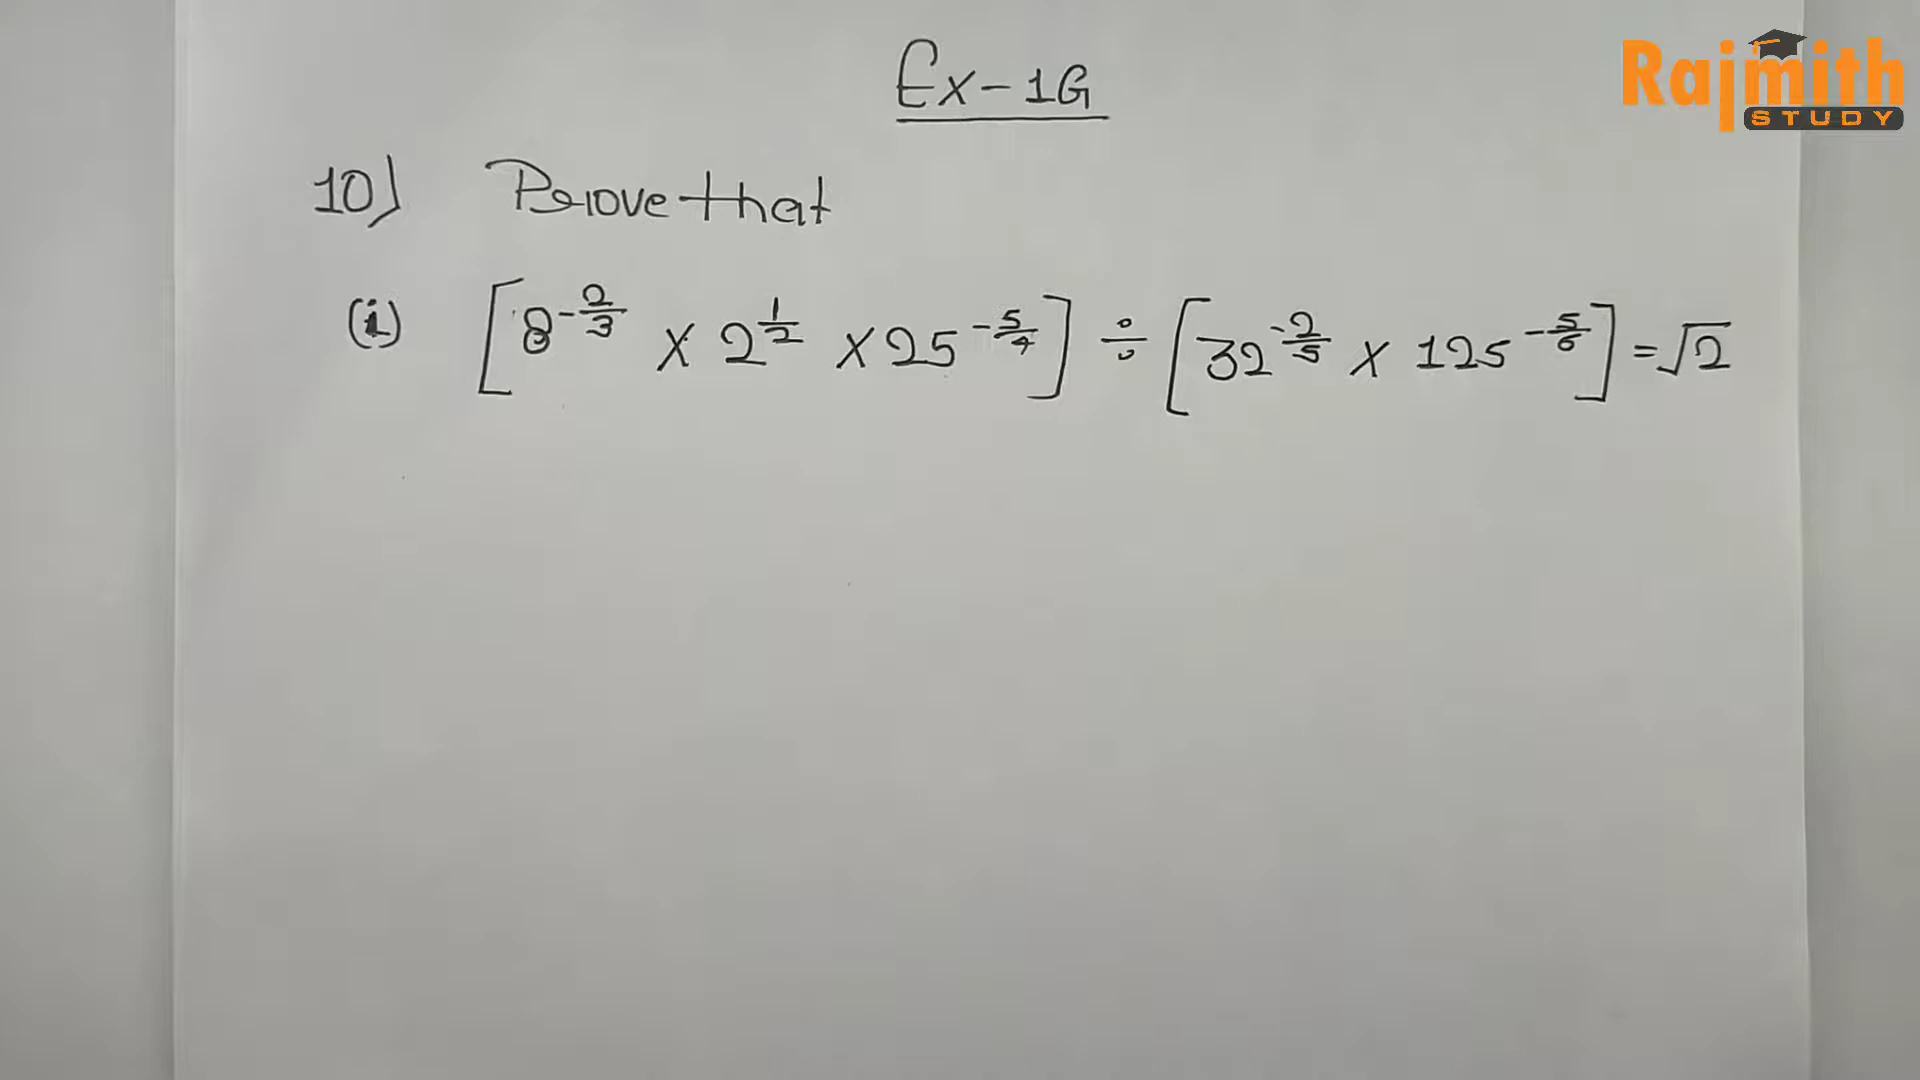 Ex-1G
Rajmith
STUDY
10) Prove that
(i) [8^{-2/3} × 2^{1/2} × 25^{-5/4}] ÷ [32^{-2/5} × 125^{-5/6}] = √2